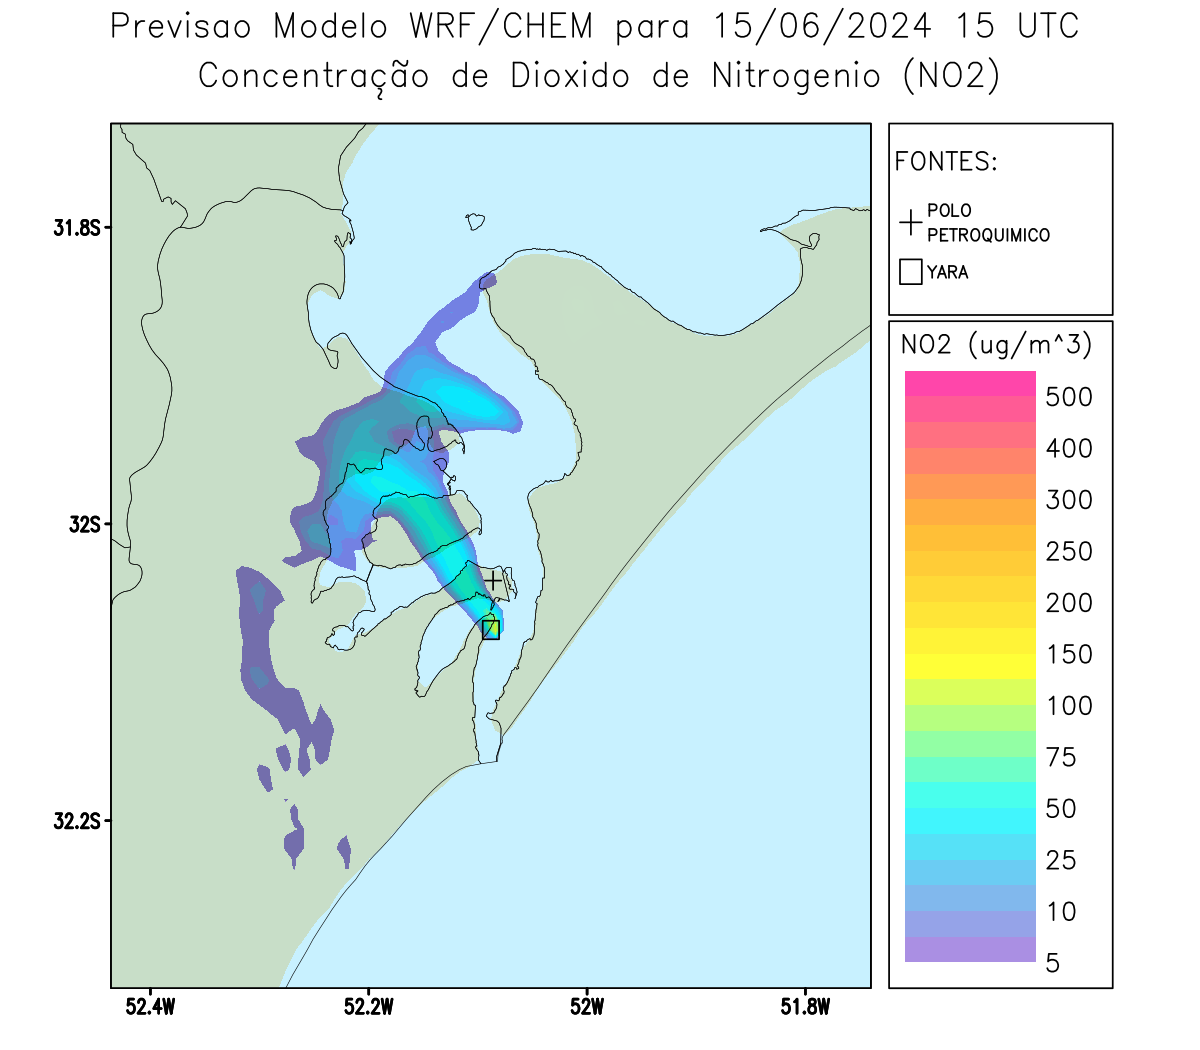 Previsao Modelo WRF/CHEM para 15/06/2024 15 UTC
Concentração de Dioxido de Nitrogenio (NO2)
FONTES:
POLO
PETROQUIMICO
YARA
31.8S
32S
32.2S
52.4W
52.2W
52W
51.8W
NO2 (ug/m^3)
500
400
300
250
200
150
100
75
50
25
10
5